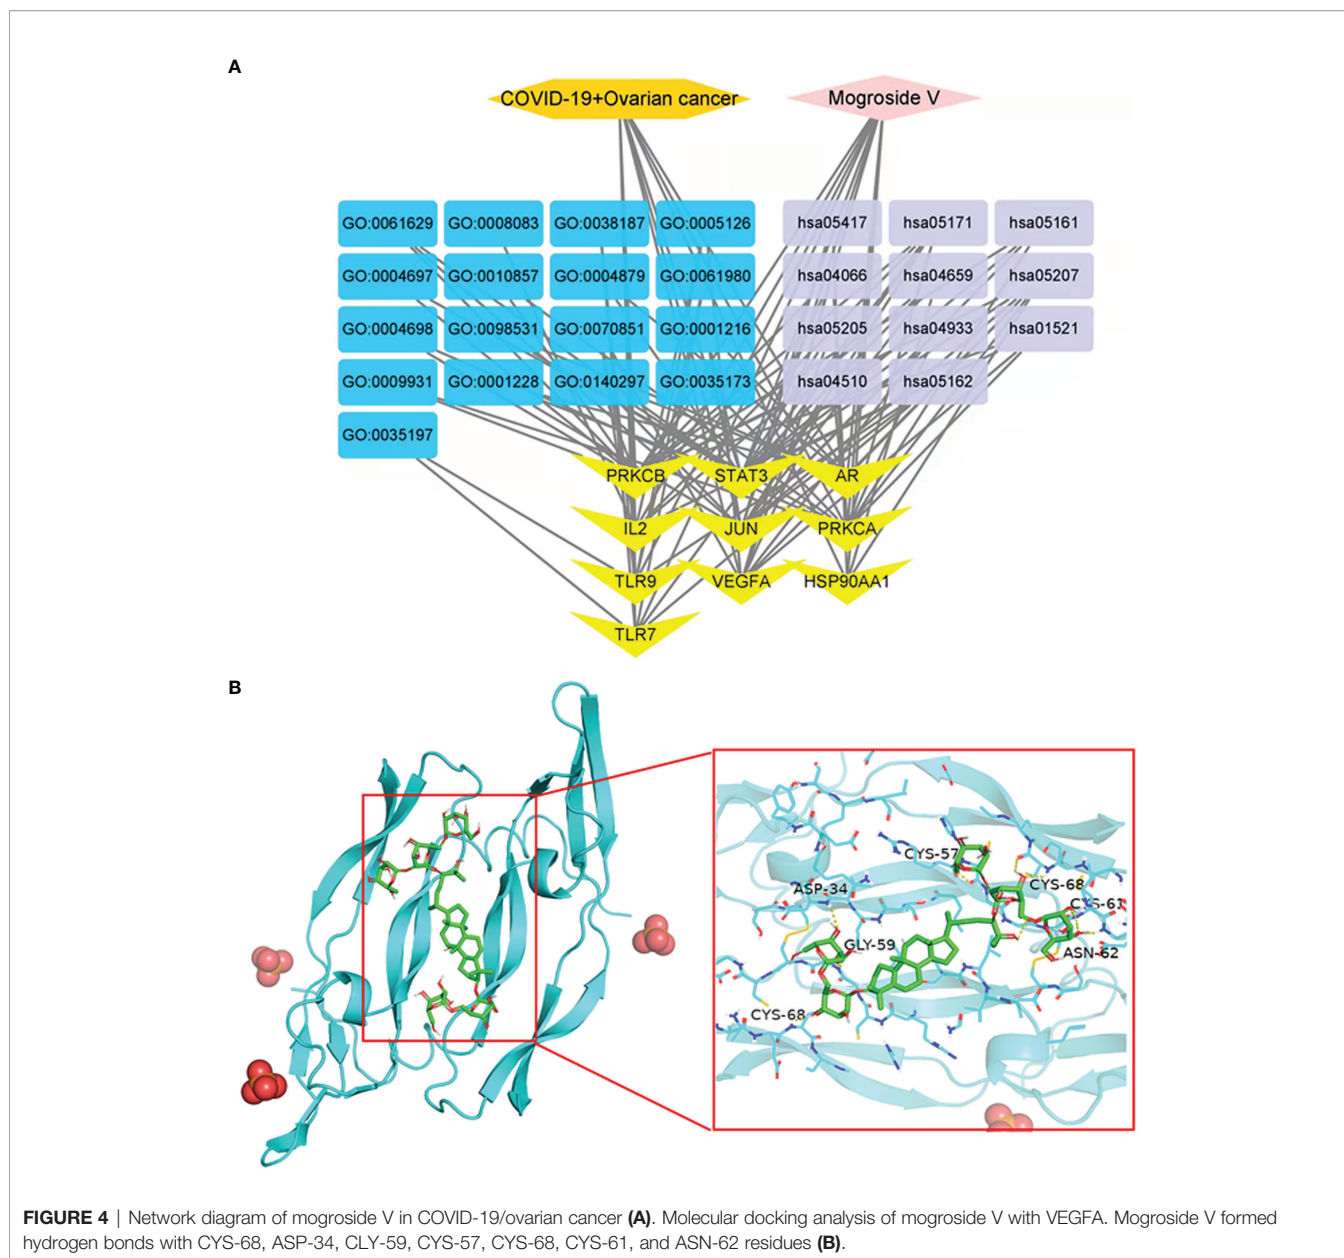 A
COVID-19+Ovarian cancer Mogroside V
GO:0061629 GO:0008083 GO:0038187 GO:0005126 hsa05417 hsa05171 hsa05161
GO:0004697 GO:0010857 GO:0004879 GO:0061980 hsa04066 hsa04659 hsa05207
GO:0004698 GO:0098531 GO:0070851 GO:0001216 hsa05205 hsa04933 hsa01521
GO:0009931 GO:0001228 GO:0140297 GO:0035173 hsa04510 hsa05162
GO:0035197
PRKCB STAT3 AR
IL2 JUN PRKCA
TLR9 VEGFA HSP90AA1
TLR7
B
CYS-57
ASP-34 CYS-68
CYS-61
GLY-59 ASN-62
CYS-68
FIGURE 4 | Network diagram of mogroside V in COVID-19/ovarian cancer (A). Molecular docking analysis of mogroside V with VEGFA. Mogroside V formed
hydrogen bonds with CYS-68, ASP-34, CLY-59, CYS-57, CYS-68, CYS-61, and ASN-62 residues (B).